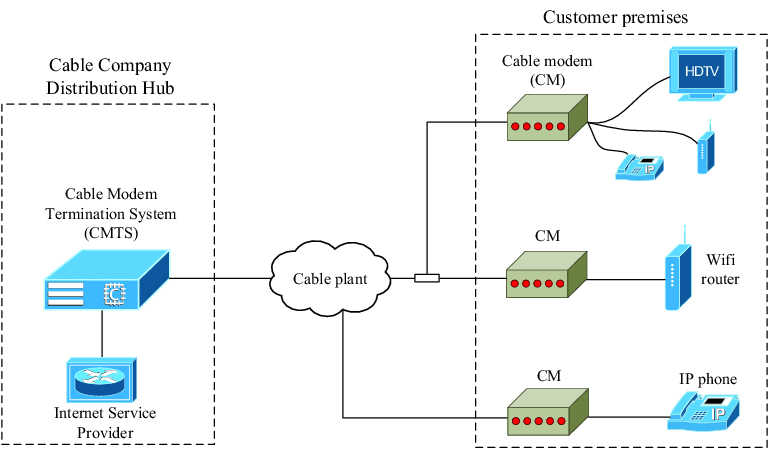 Customer premises
Cable Company
Distribution Hub
Cable modem
(CM)
HDTV
IP
Cable Modem
Termination System
(CMTS)
C
Cable plant
CM
Wifi
router
CM
IP phone
IP
Internet Service
Provider